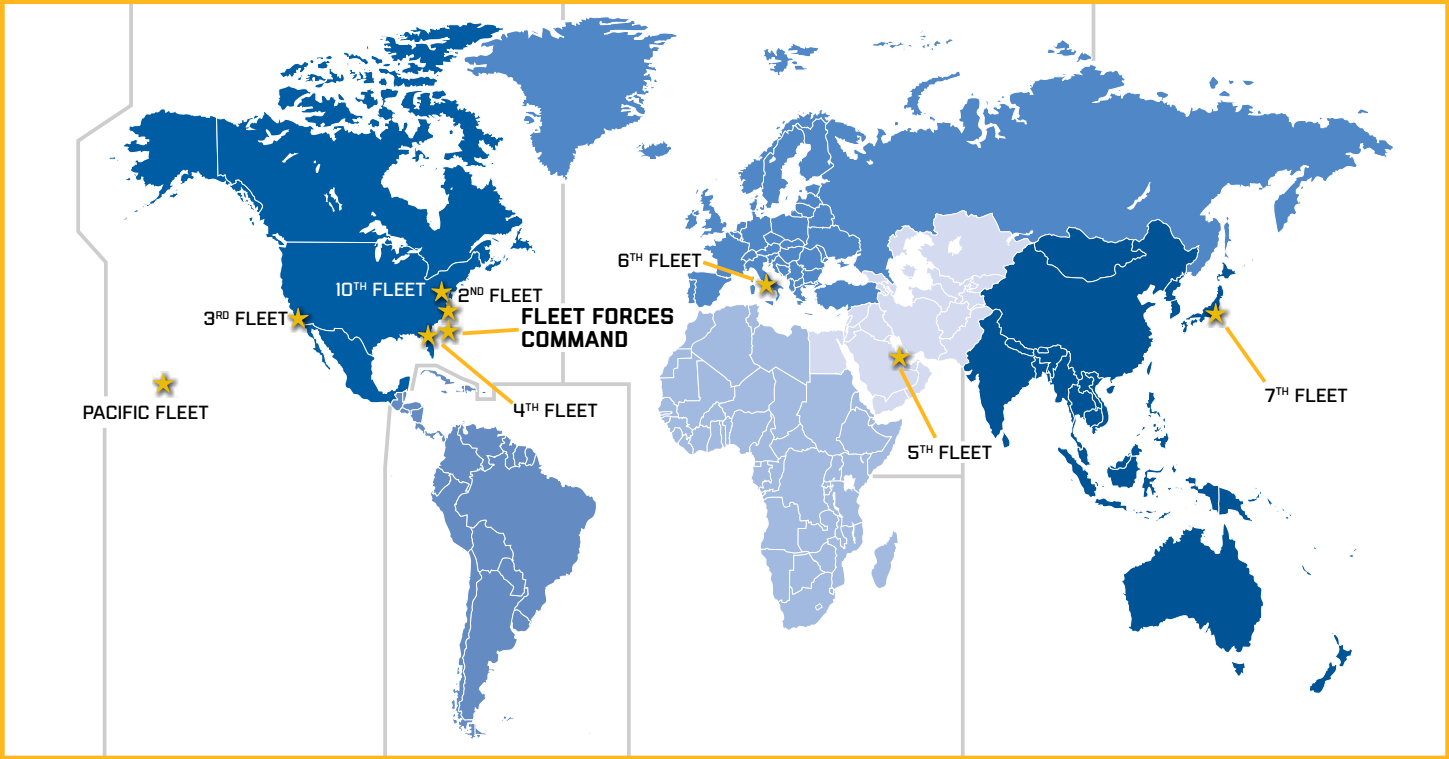 6TH FLEET
10TH FLEET
2ND FLEET
3RD FLEET
FLEET FORCES
COMMAND
PACIFIC FLEET
4TH FLEET
7TH FLEET
5TH FLEET